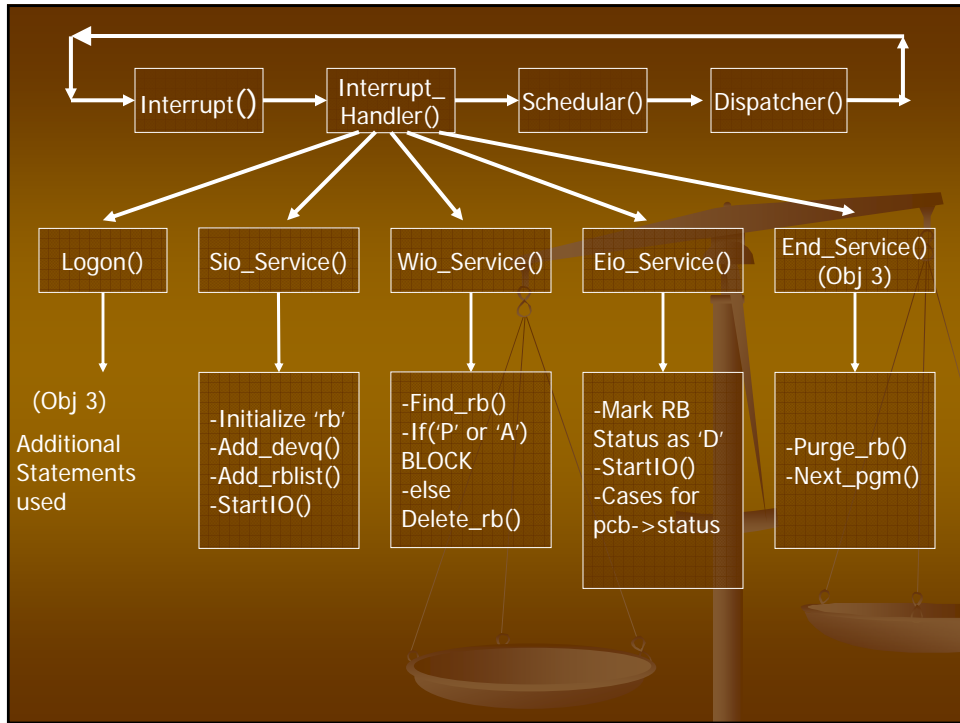 Interrupt()
Interrupt_
Handler()
Schedular()
Dispatcher()
Logon()
Sio_Service()
Wio_Service()
Eio_Service()
End_Service()
(Obj 3)
(Obj 3)
Additional
Statements
used
-Initialize ‘rb’
-Add_devq()
-Add_rblist()
-StartIO()
-Find_rb()
-If(‘P’ or ‘A’)
BLOCK
-else
Delete_rb()
-Mark RB
Status as ‘D’
-StartIO()
-Cases for
pcb->status
-Purge_rb()
-Next_pgm()